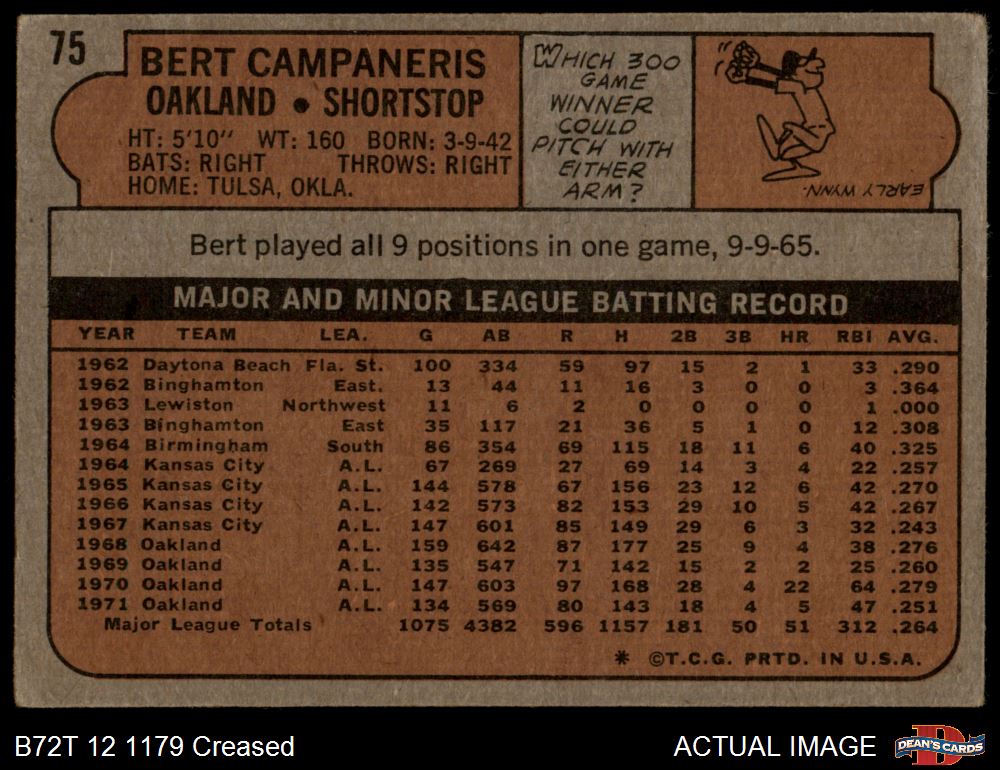 75
BERT CAMPANERIS
OAKLAND • SHORTSTOP
HT: 5'10" WT: 160 BORN: 3-9-42
BATS: RIGHT THROWS: RIGHT
HOME: TULSA, OKLA.
WHICH 300
GAME
WINNER
COULD
PITCH WITH
EITHER
ARM?
EARLY WYNN.
Bert played all 9 positions in one game, 9-9-65.
MAJOR AND MINOR LEAGUE BATTING RECORD
YEAR TEAM LEA. G AB R H 2B 3B HR RBI AVG.
1962 Daytona Beach Fla. St. 100 334 59 97 15 2 1 33 .290
1962 Binghamton East. 13 44 11 16 3 0 0 3 .364
1963 Lewiston Northwest 11 6 2 0 0 0 0 1 .000
1963 Binghamton East 35 117 21 36 5 1 0 12 .308
1964 Birmingham South 86 354 69 115 18 11 6 40 .325
1964 Kansas City A.L. 67 269 27 69 14 3 4 22 .257
1965 Kansas City A.L. 144 578 67 156 23 12 6 42 .270
1966 Kansas City A.L. 142 573 82 153 29 10 5 42 .267
1967 Kansas City A.L. 147 601 85 149 29 6 3 32 .243
1968 Oakland A.L. 159 642 87 177 25 9 4 38 .276
1969 Oakland A.L. 135 547 71 142 15 2 2 25 .260
1970 Oakland A.L. 147 603 97 168 28 4 22 64 .279
1971 Oakland A.L. 134 569 80 143 18 4 5 47 .251
Major League Totals 1075 4382 596 1157 181 50 51 312 .264
* ©T.C.G. PRTD. IN U.S.A.
B72T 12 1179 Creased
ACTUAL IMAGE
DEAN'S CARDS